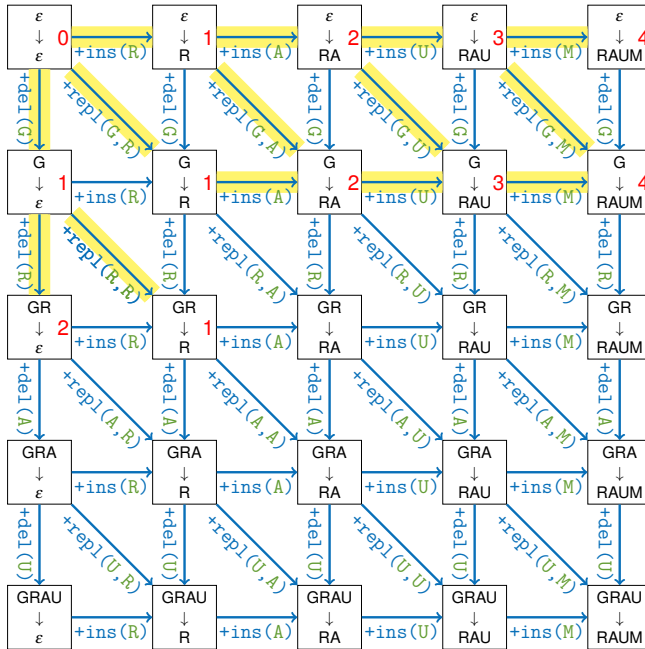 ε ε ε ε ε
↓ 0 ↓ 1 ↓ 2 ↓ 3 ↓ 4
ε +ins(R) R +ins(A) RA +ins(U) RAU +ins(M) RAUM
+del(G) +repl(G,R) +del(G) +repl(G,A) +del(G) +repl(G,U) +del(G) +repl(G,M) +del(G)
G G G G G
↓ 1 ↓ 1 ↓ 2 ↓ 3 ↓ 4
ε +ins(R) R +ins(A) RA +ins(U) RAU +ins(M) RAUM
+del(R) +repl(R,R) +del(R) +repl(R,A) +del(R) +repl(R,U) +del(R) +repl(R,M) +del(R)
GR GR GR GR GR
↓ 2 ↓ 1 ↓ ↓ ↓
ε +ins(R) R +ins(A) RA +ins(U) RAU +ins(M) RAUM
+del(A) +repl(A,R) +del(A) +repl(A,A) +del(A) +repl(A,U) +del(A) +repl(A,M) +del(A)
GRA GRA GRA GRA GRA
↓ ↓ ↓ ↓ ↓
ε +ins(R) R +ins(A) RA +ins(U) RAU +ins(M) RAUM
+del(U) +repl(U,R) +del(U) +repl(U,A) +del(U) +repl(U,U) +del(U) +repl(U,M) +del(U)
GRAU GRAU GRAU GRAU GRAU
↓ ↓ ↓ ↓ ↓
ε +ins(R) R +ins(A) RA +ins(U) RAU +ins(M) RAUM